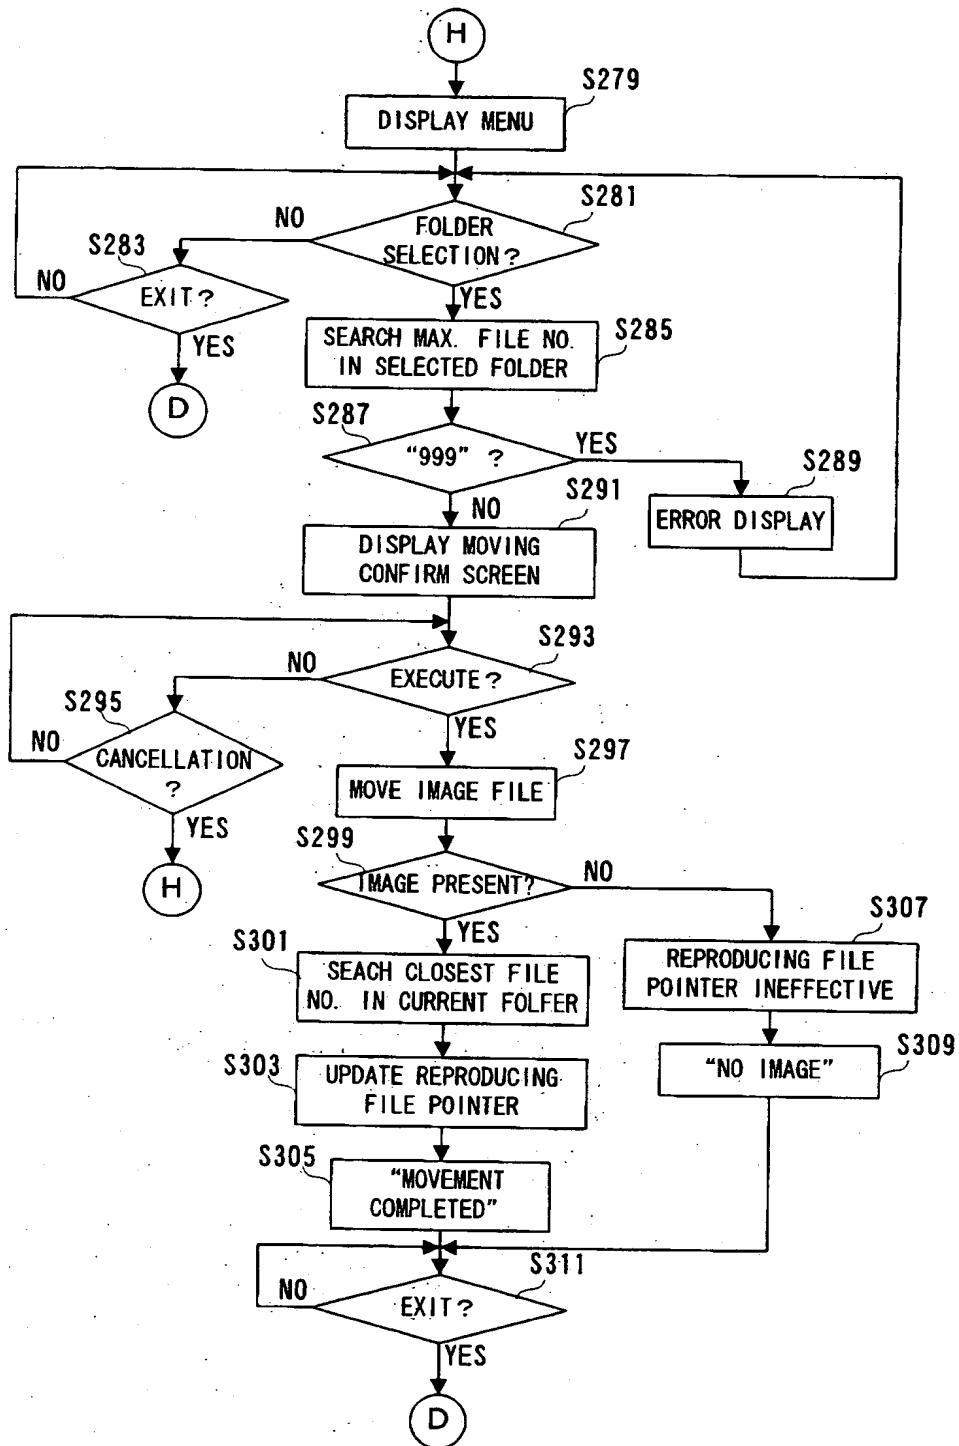 H
S279
DISPLAY MENU
S281
NO
FOLDER
SELECTION?
S283
NO
EXIT?
YES
YES
D
SEARCH MAX. FILE NO.
IN SELECTED FOLDER
S285
S287
"999" ?
YES
S289
ERROR DISPLAY
NO
S291
DISPLAY MOVING
CONFIRM SCREEN
S293
NO
EXECUTE?
S295
NO
CANCELLATION
?
YES
YES
H
S297
MOVE IMAGE FILE
S299
IMAGE PRESENT?
NO
YES
S301
SEACH CLOSEST FILE
NO. IN CURRENT FOLFER
S307
REPRODUCING FILE
POINTER INEFFECTIVE
S303
UPDATE REPRODUCING
FILE POINTER
S309
"NO IMAGE"
S305
"MOVEMENT
COMPLETED"
S311
NO
EXIT?
YES
D